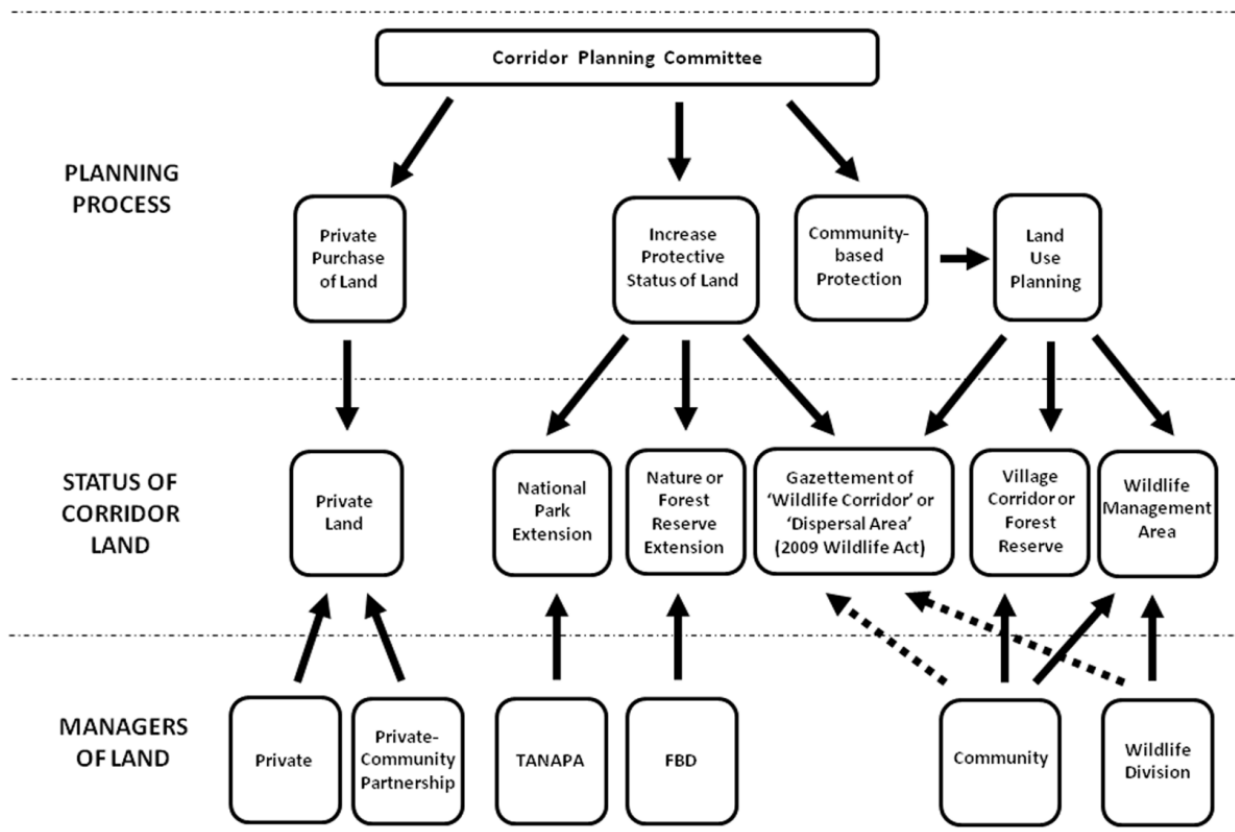 Corridor Planning Committee
PLANNING
PROCESS
Private
Purchase
of Land
Increase
Protective
Status of Land
Community-
based
Protection
Land
Use
Planning
STATUS OF
CORRIDOR
LAND
Private
Land
National
Park
Extension
Nature or
Forest
Reserve
Extension
Gazettement of
‘Wildlife Corridor’ or
‘Dispersal Area’
(2009 Wildlife Act)
Village
Corridor or
Forest
Reserve
Wildlife
Management
Area
MANAGERS
OF LAND
Private
Private-
Community
Partnership
TANAPA
FBD
Community
Wildlife
Division